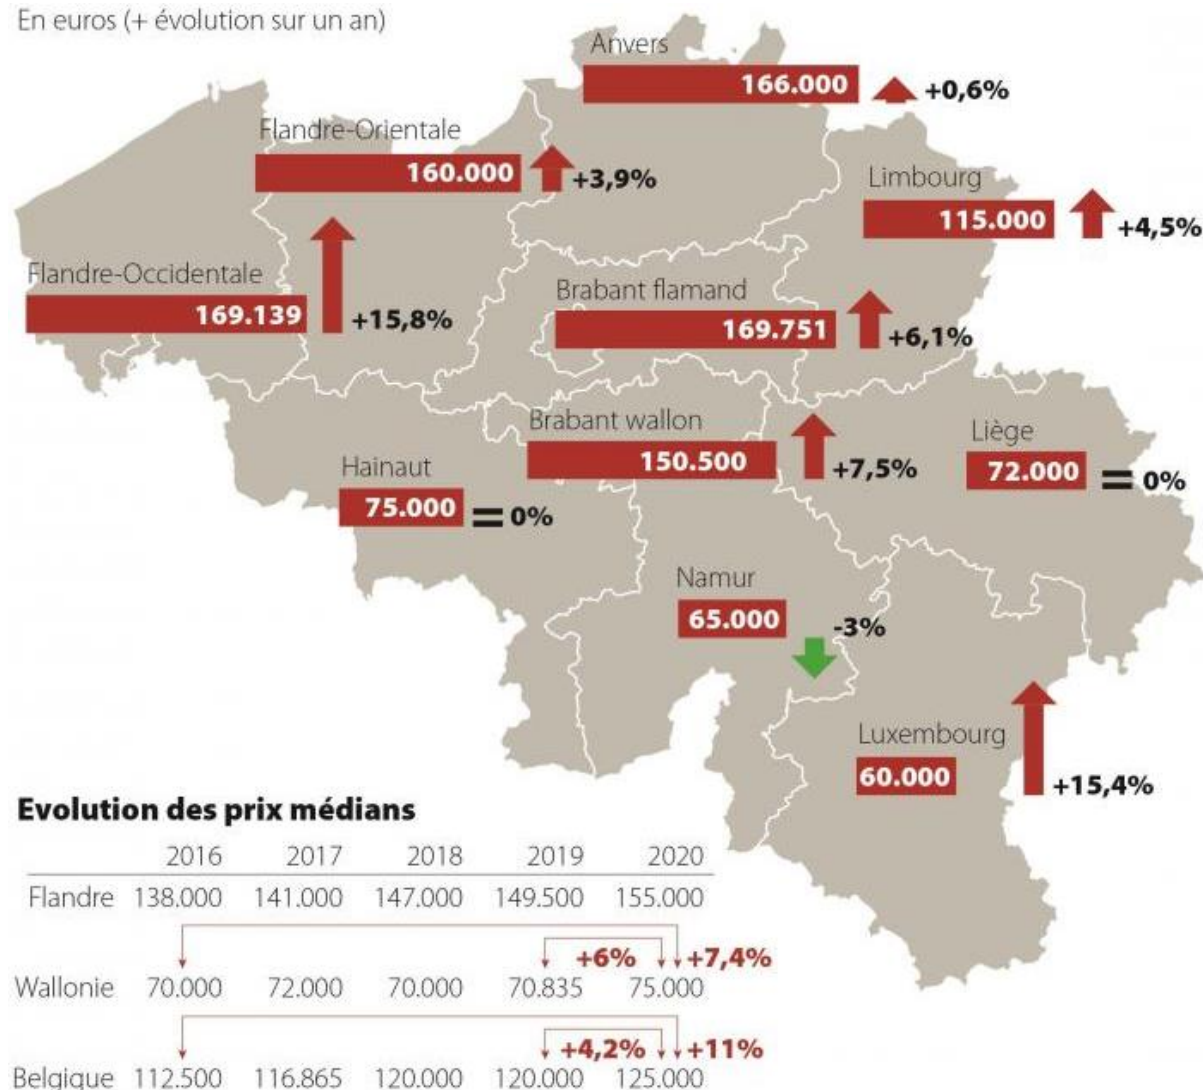 En euros (+ évolution sur un an)
Anvers
166.000 +0,6%
Flandre-Orientale
160.000 +3,9%
Limbourg
115.000 +4,5%
Flandre-Occidentale
169.139 +15,8%
Brabant flamand
169.751 +6,1%
Brabant wallon
150.500 +7,5%
Liège
72.000 = 0%
Hainaut
75.000 = 0%
Namur
65.000 -3%
Luxembourg
60.000 +15,4%
Evolution des prix médians
2016 2017 2018 2019 2020
Flandre 138.000 141.000 147.000 149.500 155.000
+6% +7,4%
Wallonie 70.000 72.000 70.000 70.835 75.000
+4,2% +11%
Belgique 112.500 116.865 120.000 120.000 125.000